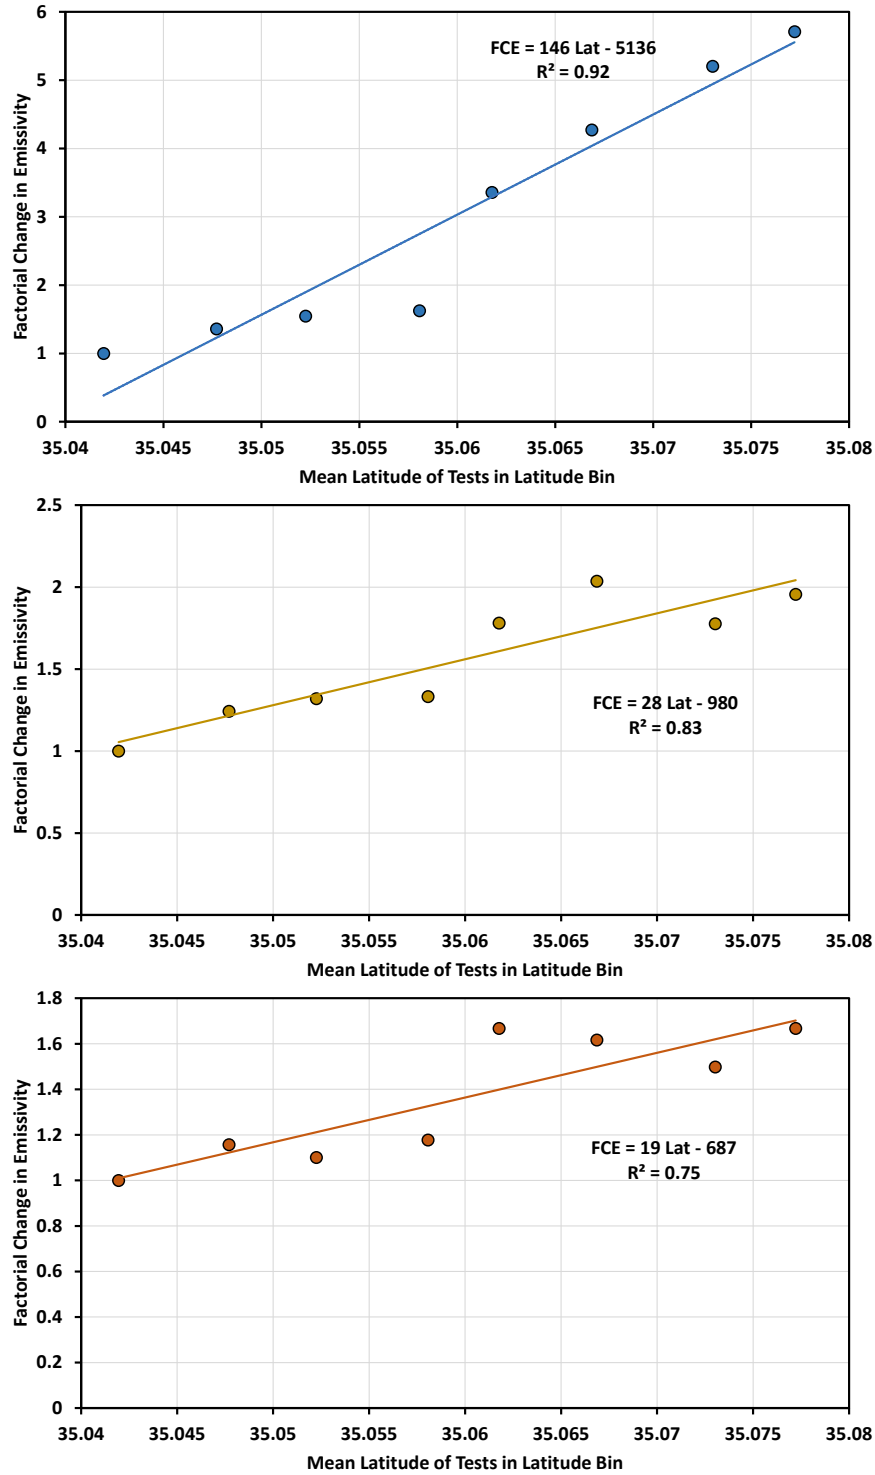 6
5
4
3
2
1
0
Factorial Change in Emissivity
FCE = 146 Lat - 5136
R² = 0.92
35.04 35.045 35.05 35.055 35.06 35.065 35.07 35.075 35.08
Mean Latitude of Tests in Latitude Bin
2.5
2
1.5
1
0.5
0
Factorial Change in Emissivity
FCE = 28 Lat - 980
R² = 0.83
35.04 35.045 35.05 35.055 35.06 35.065 35.07 35.075 35.08
Mean Latitude of Tests in Latitude Bin
1.8
1.6
1.4
1.2
1
0.8
0.6
0.4
0.2
0
Factorial Change in Emissivity
FCE = 19 Lat - 687
R² = 0.75
35.04 35.045 35.05 35.055 35.06 35.065 35.07 35.075 35.08
Mean Latitude of Tests in Latitude Bin